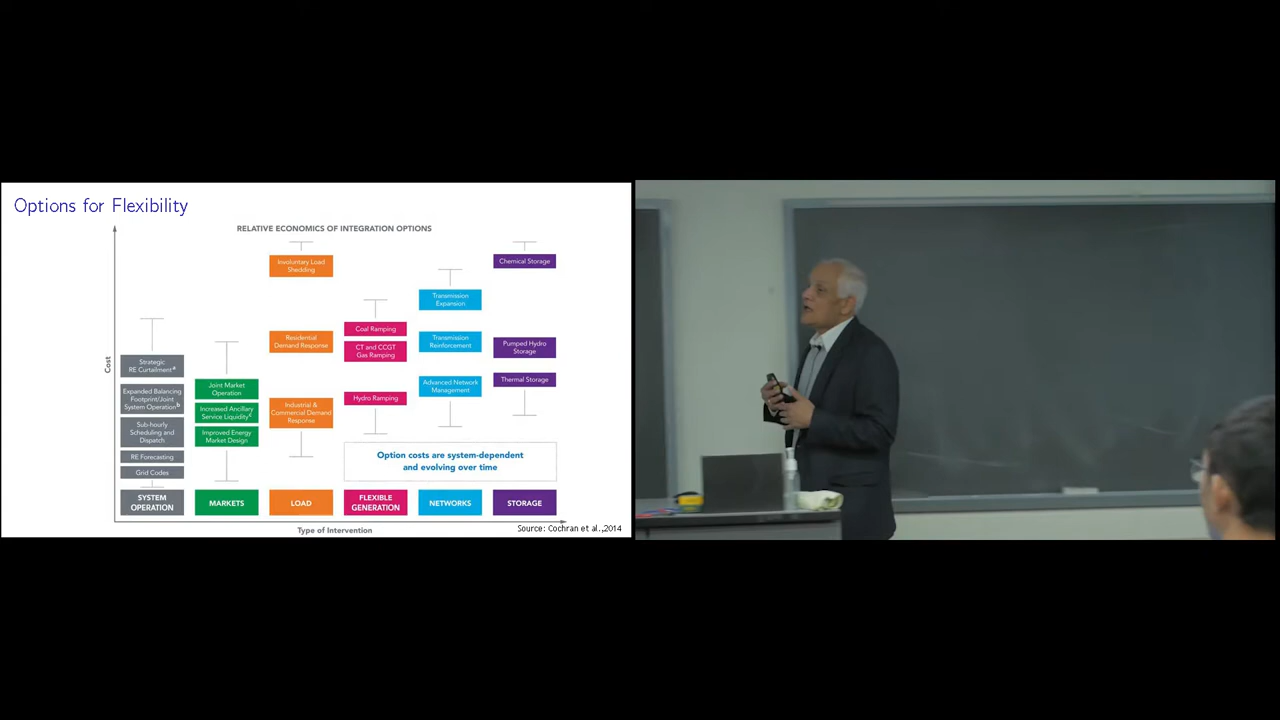 Options for Flexibility
RELATIVE ECONOMICS OF INTEGRATION OPTIONS
Cost
Strategic
RE Curtailmentᵃ
Expanded Balancing
Footprint/Joint
System Operationᵇ
Sub-hourly
Scheduling and
Dispatch
RE Forecasting
Grid Codes
SYSTEM
OPERATION
Joint Market
Operation
Increased Ancillary
Service Liquidityᶜ
Improved Energy
Market Design
MARKETS
Involuntary Load
Shedding
Residential
Demand Response
Industrial &
Commercial Demand
Response
LOAD
Coal Ramping
CT and CCGT
Gas Ramping
Hydro Ramping
FLEXIBLE
GENERATION
Transmission
Expansion
Transmission
Reinforcement
Advanced Network
Management
NETWORKS
Chemical Storage
Pumped Hydro
Storage
Thermal Storage
STORAGE
Option costs are system-dependent
and evolving over time
Type of Intervention
Source: Cochran et al.,2014